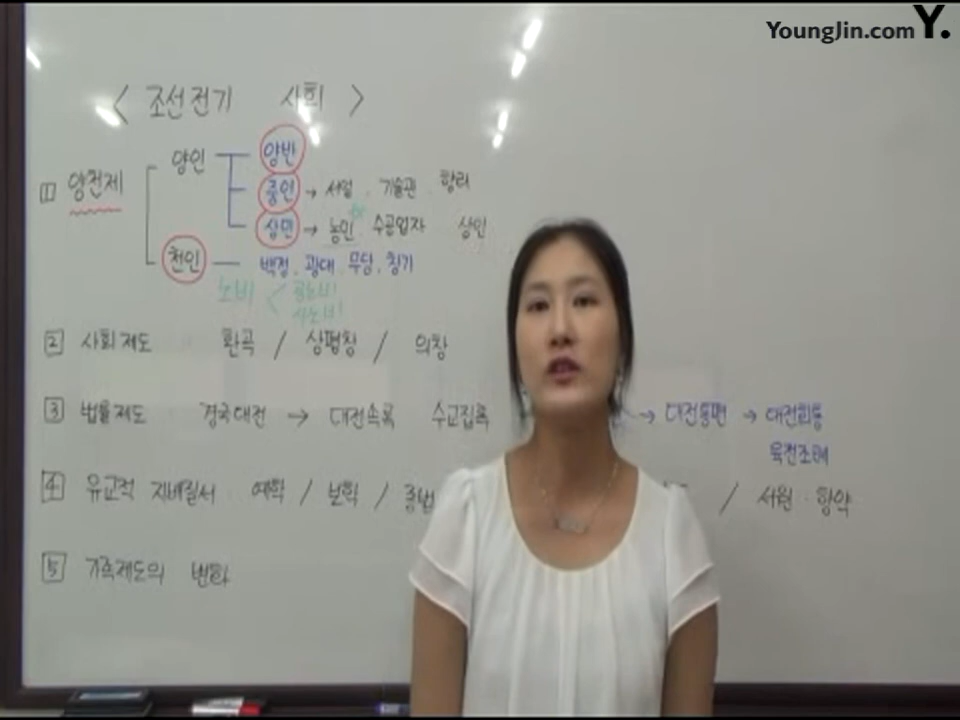 YoungJin.com Y.
< 조선 전기 사회 >
양인 양반
1 양천제 중인 → 서얼 . 기술관 . 향리
상민 → 농민 수공업자 상인
천인 — 백정 . 광대 . 무당 . 창기
노비 < 공노비
사노비
2 사회 제도 환곡 / 상평창 / 의창
3 법률 제도 경국대전 → 대전속록 수교집록 → 대전통편 → 대전회통
육전조례
4 유교적 지배질서 예학 / 보학 / 종법 / 서원 . 향약
5 가족제도의 변화